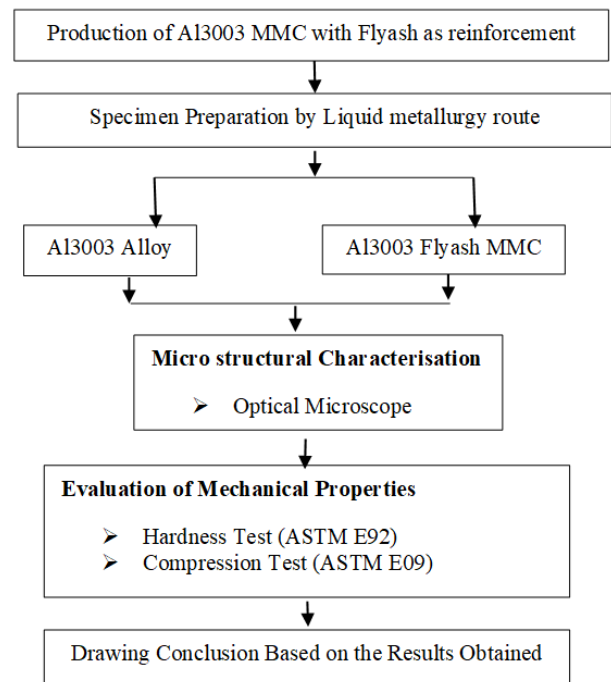 Production of Al3003 MMC with Flyash as reinforcement
Specimen Preparation by Liquid metallurgy route
Al3003 Alloy
Al3003 Flyash MMC
Micro structural Characterisation
➢ Optical Microscope
Evaluation of Mechanical Properties
➢ Hardness Test (ASTM E92)
➢ Compression Test (ASTM E09)
Drawing Conclusion Based on the Results Obtained